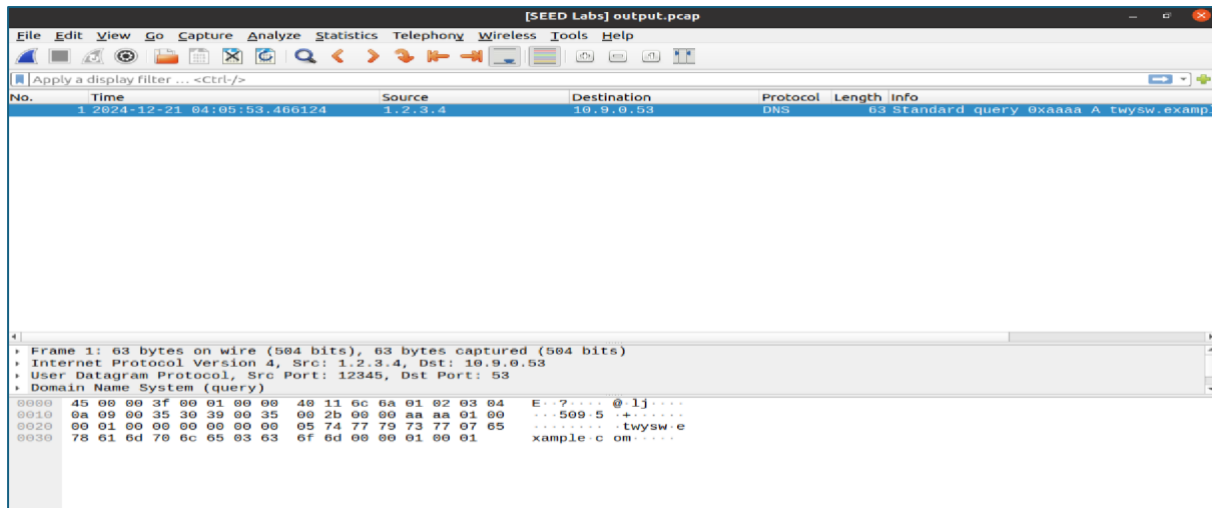 [SEED Labs] output.pcap
File Edit View Go Capture Analyze Statistics Telephony Wireless Tools Help
Apply a display filter ... <Ctrl-/>
No. Time Source Destination Protocol Length Info
1 2024-12-21 04:05:53.466124 1.2.3.4 10.9.0.53 DNS 63 Standard query 0xaaaa A twysw.examp
Frame 1: 63 bytes on wire (504 bits), 63 bytes captured (504 bits)
Internet Protocol Version 4, Src: 1.2.3.4, Dst: 10.9.0.53
User Datagram Protocol, Src Port: 12345, Dst Port: 53
Domain Name System (query)
0000 45 00 00 3f 00 01 00 00 40 11 6c 6a 01 02 03 04 E··?····@·lj····
0010 0a 09 00 35 30 39 00 35 00 2b 00 00 aa aa 01 00 ···509·5·+······
0020 00 01 00 00 00 00 00 00 05 74 77 79 73 77 07 65 ·········twysw·e
0030 78 61 6d 70 6c 65 03 63 6f 6d 00 00 01 00 01 xample·com·····